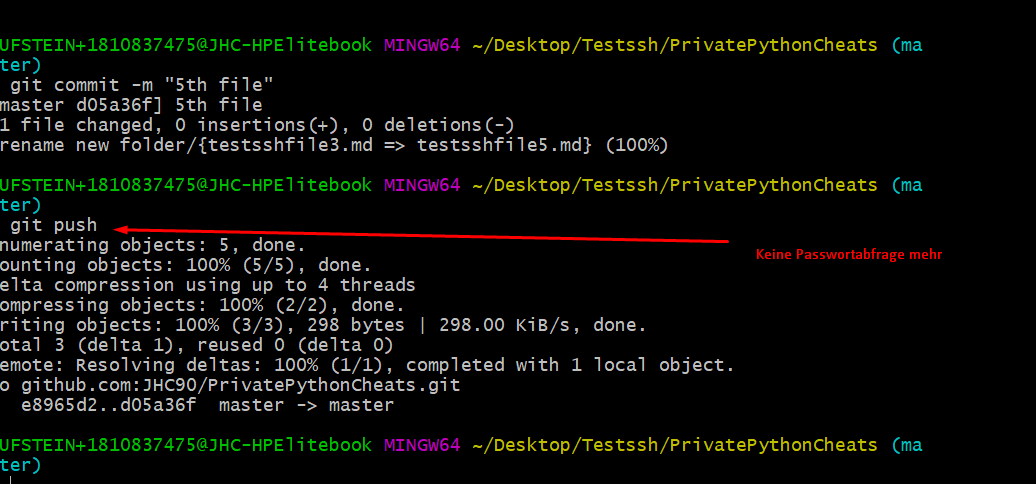 UFSTEIN+1810837475@JHC-HPElitebook MINGW64 ~/Desktop/Testssh/PrivatePythonCheats (ma
ter)
git commit -m "5th file"
master d05a36f] 5th file
1 file changed, 0 insertions(+), 0 deletions(-)
rename new folder/{testsshfile3.md => testsshfile5.md} (100%)
UFSTEIN+1810837475@JHC-HPElitebook MINGW64 ~/Desktop/Testssh/PrivatePythonCheats (ma
ter)
git push
numerating objects: 5, done.
Keine Passwortabfrage mehr
ounting objects: 100% (5/5), done.
elta compression using up to 4 threads
ompressing objects: 100% (2/2), done.
riting objects: 100% (3/3), 298 bytes | 298.00 KiB/s, done.
otal 3 (delta 1), reused 0 (delta 0)
emote: Resolving deltas: 100% (1/1), completed with 1 local object.
o github.com:JHC90/PrivatePythonCheats.git
e8965d2..d05a36f master -> master
UFSTEIN+1810837475@JHC-HPElitebook MINGW64 ~/Desktop/Testssh/PrivatePythonCheats (ma
ter)